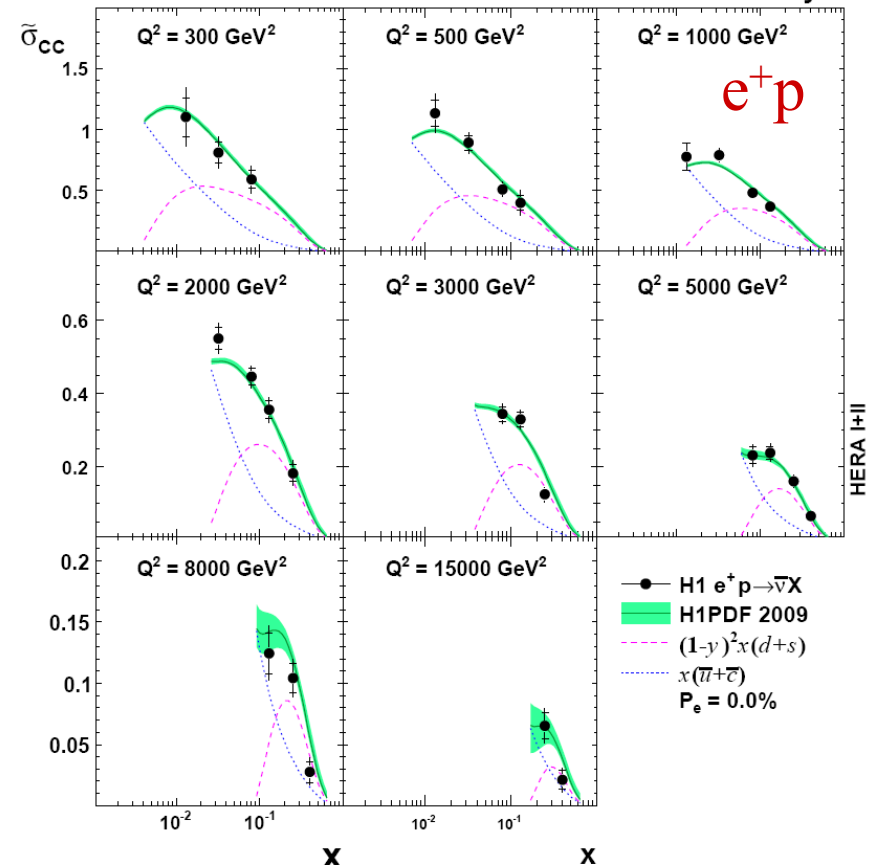 σ̃CC
Q² = 300 GeV²
Q² = 500 GeV²
Q² = 1000 GeV²
e⁺p
1.5
1
0.5
Q² = 2000 GeV²
Q² = 3000 GeV²
Q² = 5000 GeV²
0.6
0.4
0.2
HERA I+II
Q² = 8000 GeV²
Q² = 15000 GeV²
0.2
0.15
0.1
0.05
H1 e⁺p→ν̅X
H1PDF 2009
(1-y)²x(d+s)
x(u̅+c̅)
Pe = 0.0%
10⁻² 10⁻¹ 10⁻² 10⁻¹
x x